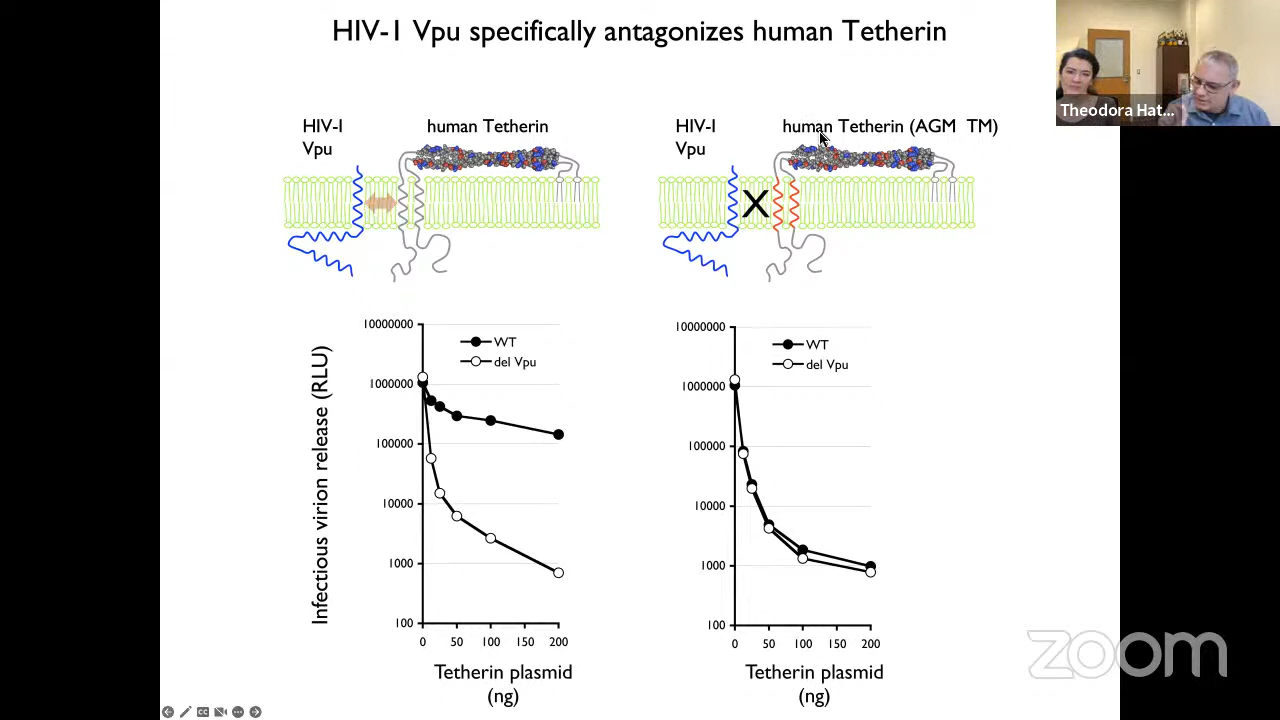 HIV-1 Vpu specifically antagonizes human Tetherin
Theodora Hat...
HIV-I
Vpu
human Tetherin
HIV-I
Vpu
human Tetherin (AGM TM)
X
Infectious virion release (RLU)
10000000
1000000
100000
10000
1000
100
WT
del Vpu
0 50 100 150 200
Tetherin plasmid
(ng)
10000000
1000000
100000
10000
1000
100
WT
del Vpu
0 50 100 150 200
Tetherin plasmid
(ng)
zoom